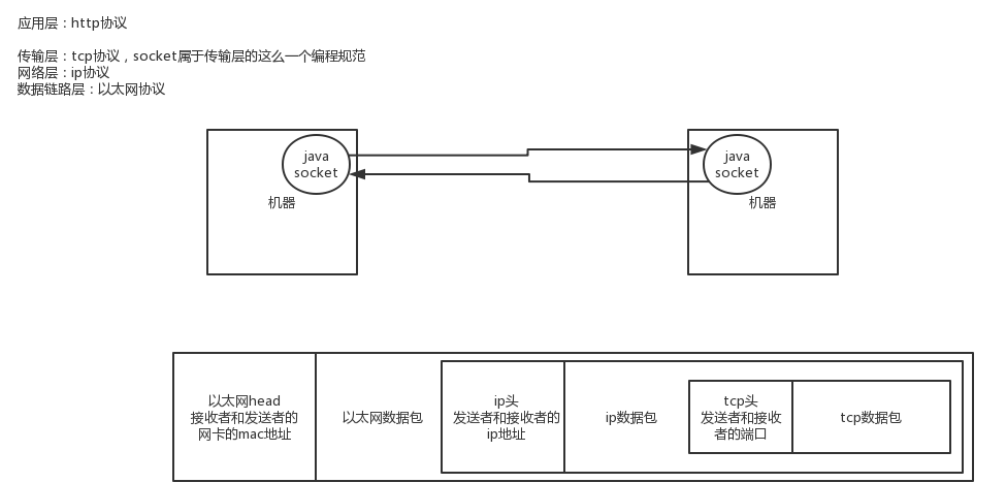 应用层：http协议
传输层：tcp协议，socket属于传输层的这么一个编程规范
网络层：ip协议
数据链路层：以太网协议
java
socket
机器
java
socket
机器
以太网head
接收者和发送者的
网卡的mac地址
以太网数据包
ip头
发送者和接收者的
ip地址
ip数据包
tcp头
发送者和接收
者的端口
tcp数据包